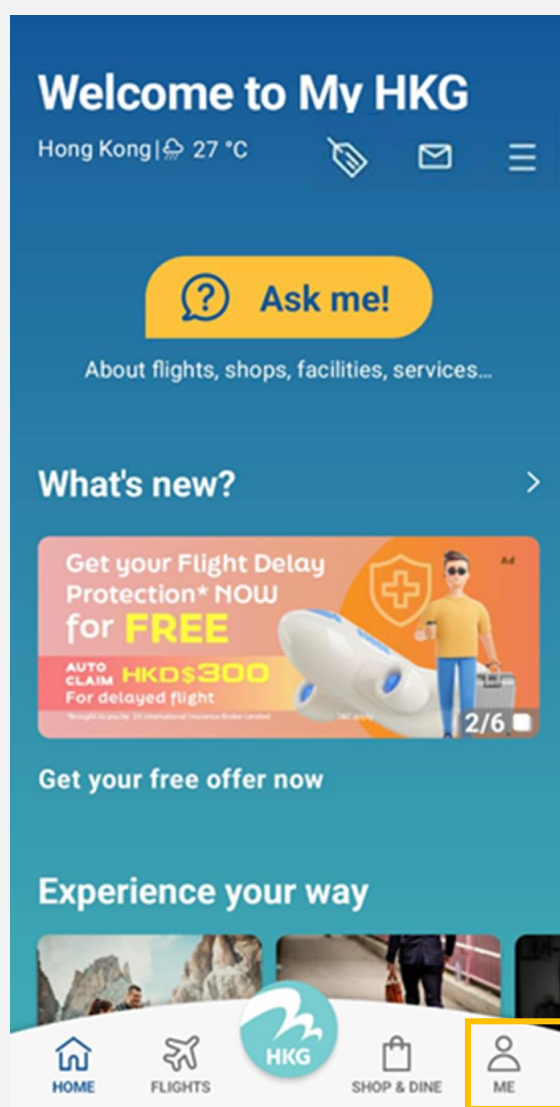 Welcome to My HKG
Hong Kong| 27 °C
Ask me!
About flights, shops, facilities, services...
What's new?
Get your Flight Delay
Ad
Protection* NOW
for FREE
AUTO
CLAIM HKD$300
For delayed flight
2/6
Get your free offer now
Experience your way
HKG
HOME
FLIGHTS
SHOP & DINE
ME